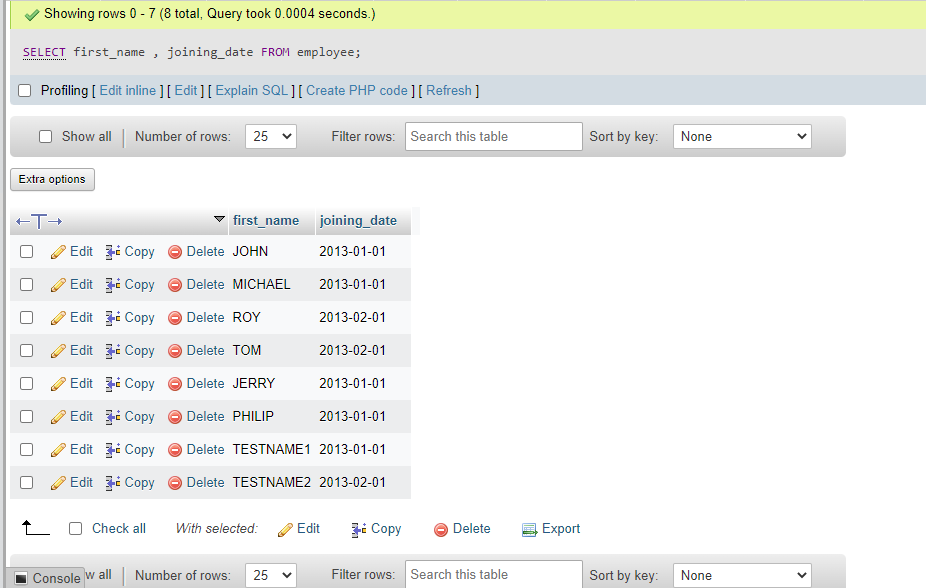 Showing rows 0 - 7 (8 total, Query took 0.0004 seconds.)
SELECT first_name , joining_date FROM employee;
Profiling [ Edit inline ] [ Edit ] [ Explain SQL ] [ Create PHP code ] [ Refresh ]
Show all Number of rows: 25 Filter rows: Search this table Sort by key: None
Extra options
←T→ first_name joining_date
Edit Copy Delete JOHN 2013-01-01
Edit Copy Delete MICHAEL 2013-01-01
Edit Copy Delete ROY 2013-02-01
Edit Copy Delete TOM 2013-02-01
Edit Copy Delete JERRY 2013-01-01
Edit Copy Delete PHILIP 2013-01-01
Edit Copy Delete TESTNAME1 2013-01-01
Edit Copy Delete TESTNAME2 2013-02-01
Check all With selected: Edit Copy Delete Export
Console w all Number of rows: 25 Filter rows: Search this table Sort by key: None